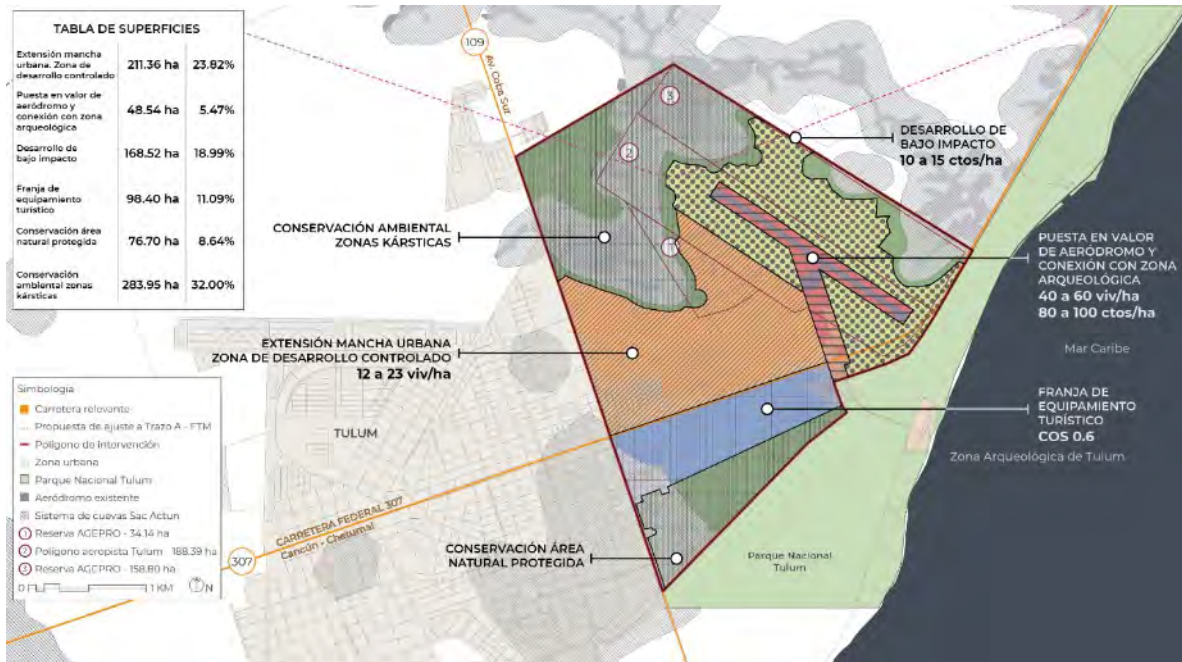 TABLA DE SUPERFICIES
Extensión mancha
urbana. Zona de
desarrollo controlado
211.36 ha 23.82%
Puesta en valor de
aeródromo y
conexión con zona
arqueológica
48.54 ha 5.47%
Desarrollo de
bajo impacto
168.52 ha 18.99%
Franja de
equipamiento
turístico
98.40 ha 11.09%
Conservación área
natural protegida
76.70 ha 8.64%
Conservación
ambiental zonas
kársticas
283.95 ha 32.00%
109
Av. Coba Sur
3
2
1
DESARROLLO DE
BAJO IMPACTO
10 a 15 ctos/ha
CONSERVACIÓN AMBIENTAL
ZONAS KÁRSTICAS
PUESTA EN VALOR
DE AERÓDROMO Y
CONEXIÓN CON ZONA
ARQUEOLÓGICA
40 a 60 viv/ha
80 a 100 ctos/ha
Mar Caribe
EXTENSIÓN MANCHA URBANA
ZONA DE DESARROLLO CONTROLADO
12 a 23 viv/ha
FRANJA DE
EQUIPAMIENTO
TURÍSTICO
COS 0.6
Zona Arqueológica de Tulum
TULUM
CARRETERA FEDERAL 307
Cancún - Chetumal
307
CONSERVACIÓN ÁREA
NATURAL PROTEGIDA
Parque Nacional
Tulum
Simbología
Carretera relevante
Propuesta de ajuste a Trazo A - FTM
Polígono de intervención
Zona urbana
Parque Nacional Tulum
Aeródromo existente
Sistema de cuevas Sac Actun
1 Reserva AGEPRO - 34.14 ha
2 Polígono aeropista Tulum 188.39 ha
3 Reserva AGEPRO - 158.80 ha
0 1 KM N